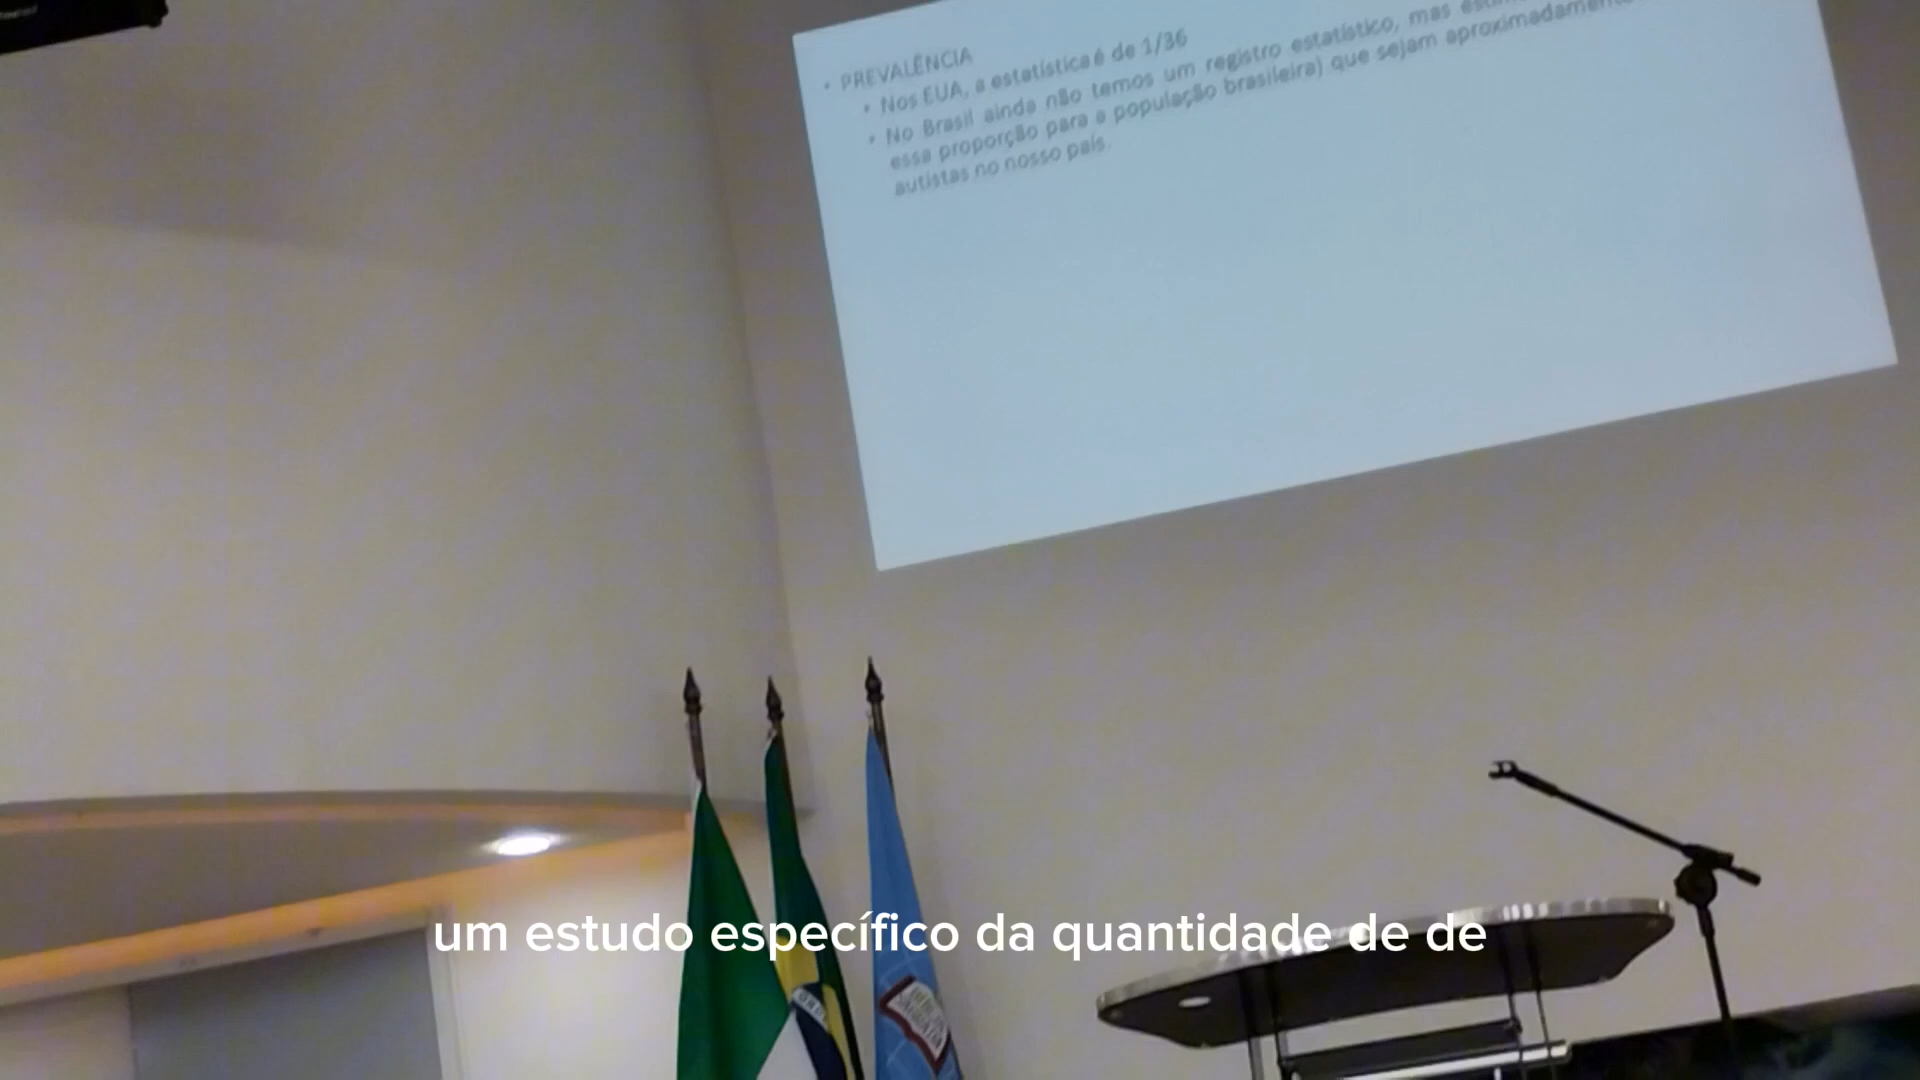 • PREVALÊNCIA
• Nos EUA, a estatística é de 1/36
• No Brasil ainda não temos um registro estatístico, mas
essa proporção para a população brasileira) que sejam aproximadamente
autistas no nosso país.
um estudo específico da quantidade de de